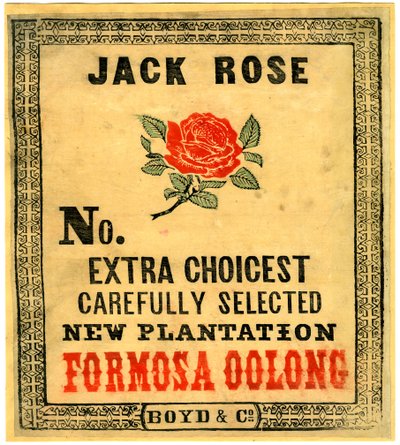 JACK ROSE
No.
EXTRA CHOICEST
CAREFULLY SELECTED
NEW PLANTATION
FORMOSA OOLONG
BOYD & Co.